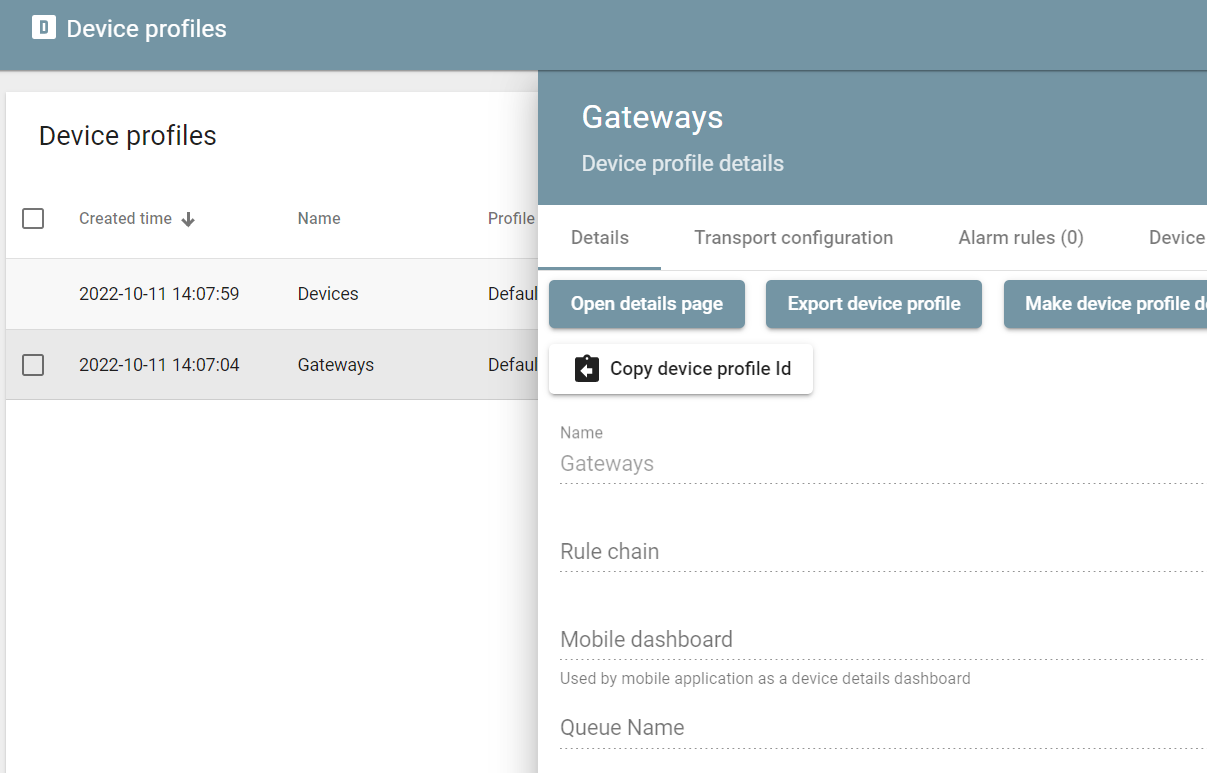 D Device profiles
Device profiles
Created time Name Profile
2022-10-11 14:07:59 Devices Defaul
2022-10-11 14:07:04 Gateways Defaul
Gateways
Device profile details
Details Transport configuration Alarm rules (0) Device
Open details page Export device profile Make device profile d
Copy device profile Id
Name
Gateways
Rule chain
Mobile dashboard
Used by mobile application as a device details dashboard
Queue Name